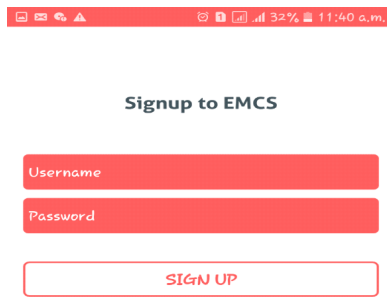 32% 11:40 a.m.
Signup to EMCS
Username
Password
SIGN UP